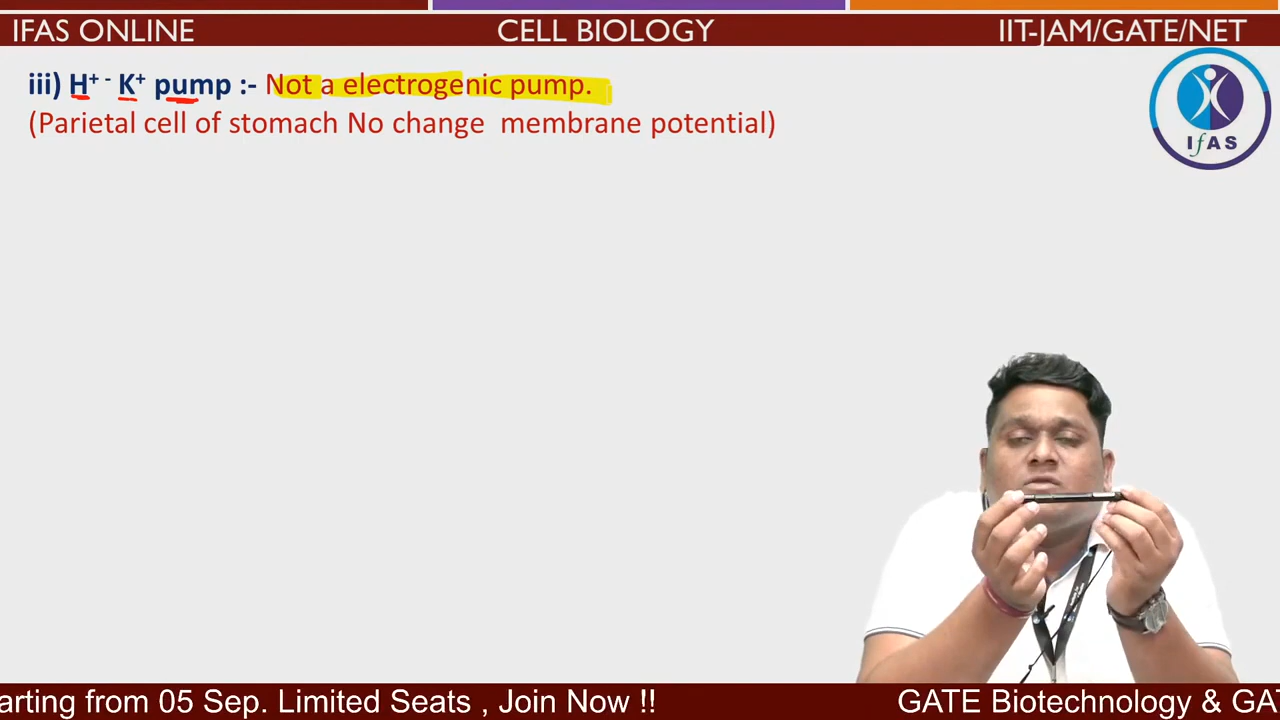 IFAS ONLINE CELL BIOLOGY IIT-JAM/GATE/NET
iii) H⁺ ⁻ K⁺ pump :- Not a electrogenic pump.
(Parietal cell of stomach No change membrane potential)
IfAS
arting from 05 Sep. Limited Seats , Join Now !! GATE Biotechnology & GA